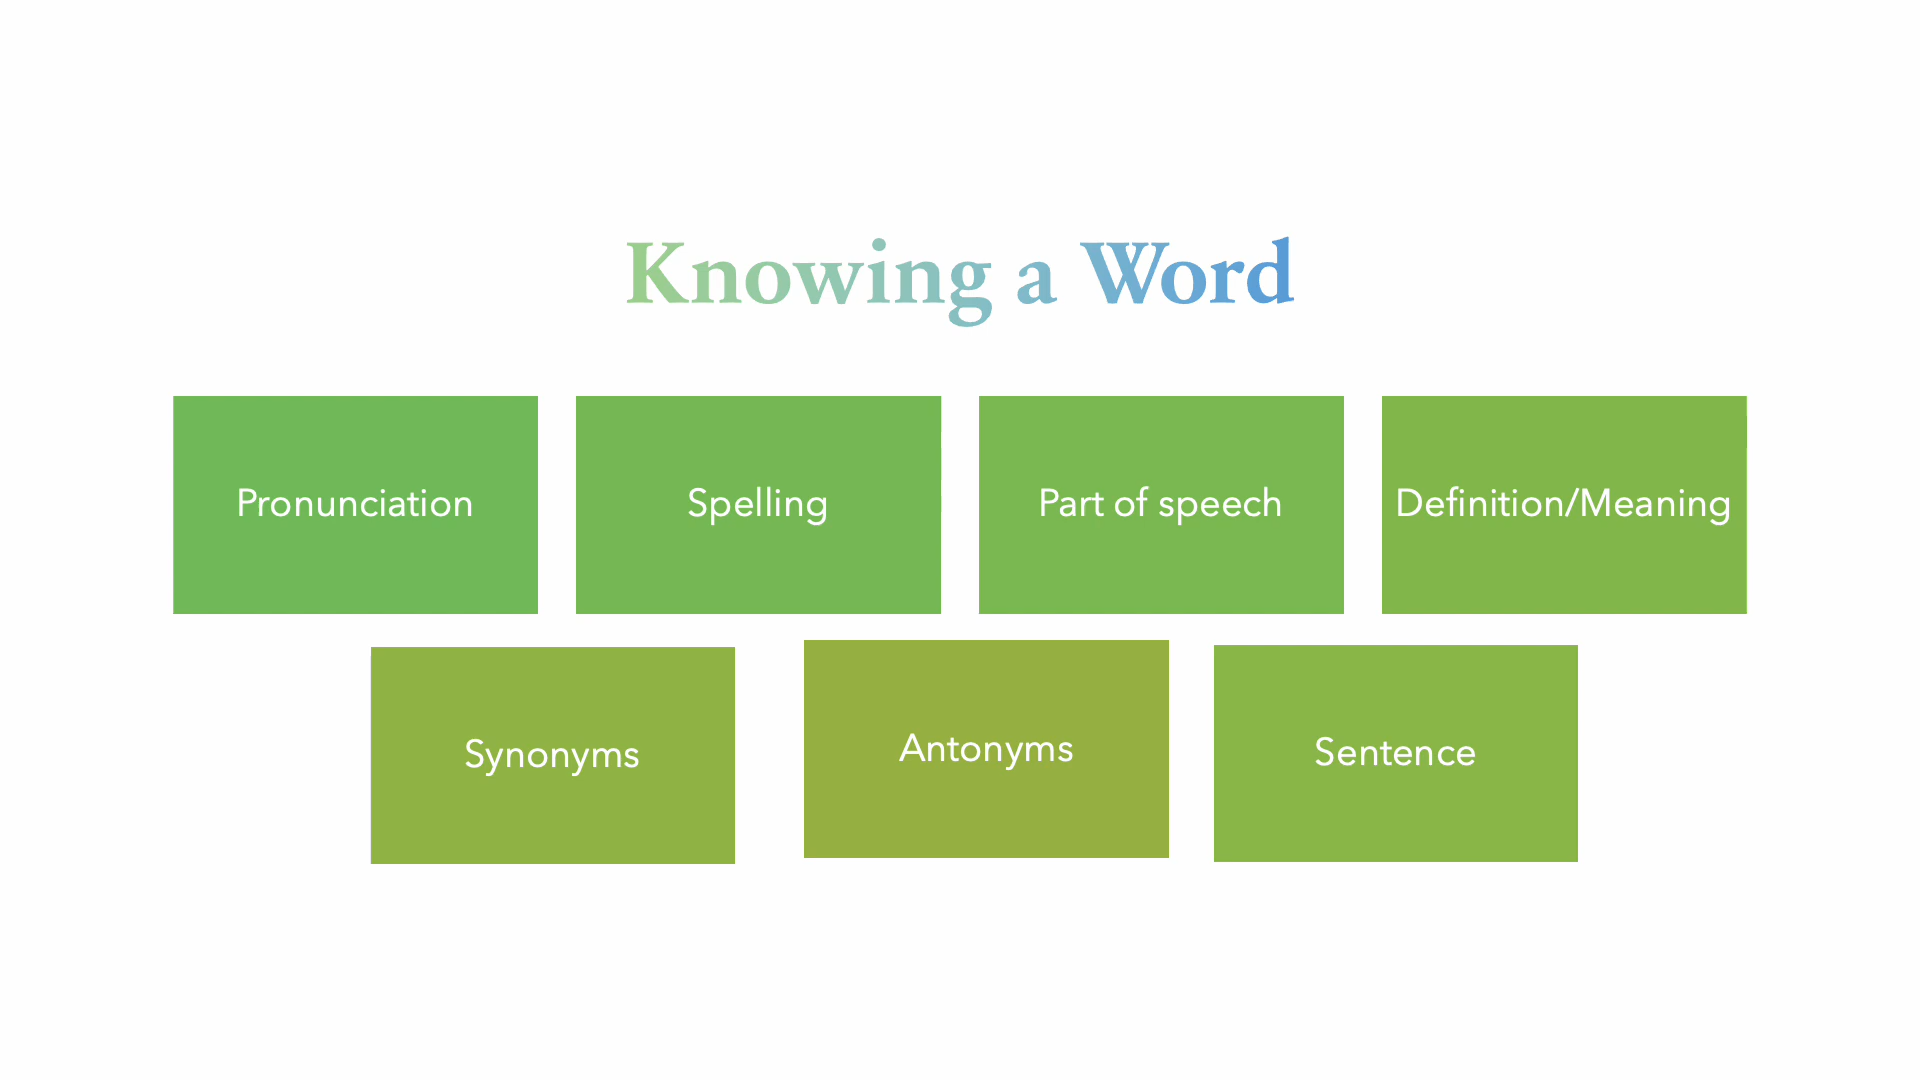 Knowing a Word
Pronunciation
Spelling
Part of speech
Definition/Meaning
Synonyms
Antonyms
Sentence